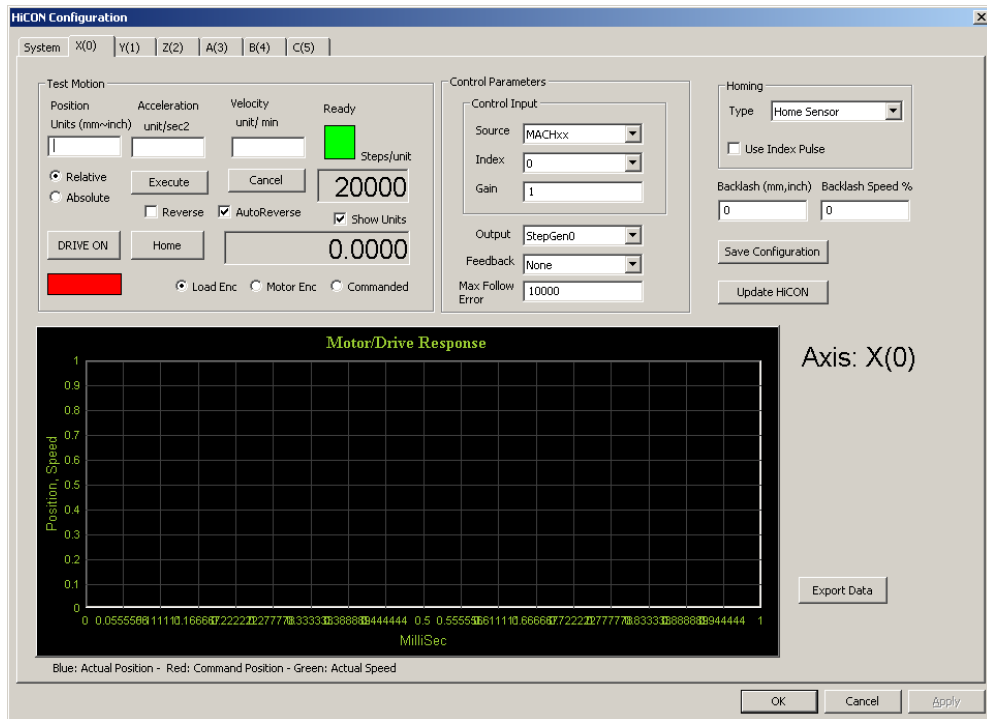 HiCON Configuration
System X(0) Y(1) Z(2) A(3) B(4) C(5)
Test Motion
Position Acceleration Velocity Ready
Units (mm~inch) unit/sec2 unit/ min
Steps/unit
Relative
Absolute
Execute Cancel 20000
Reverse AutoReverse Show Units
DRIVE ON Home 0.0000
Load Enc Motor Enc Commanded
Control Parameters
Control Input
Source MACHxx
Index 0
Gain 1
Output StepGen0
Feedback None
Max Follow
Error
10000
Homing
Type Home Sensor
Use Index Pulse
Backlash (mm,inch) Backlash Speed %
0 0
Save Configuration
Update HiCON
Motor/Drive Response
Position, Speed
1
0.9
0.8
0.7
0.6
0.5
0.4
0.3
0.2
0.1
0
0 0.5 1
MilliSec
Axis: X(0)
Export Data
Blue: Actual Position - Red: Command Position - Green: Actual Speed
OK Cancel Apply